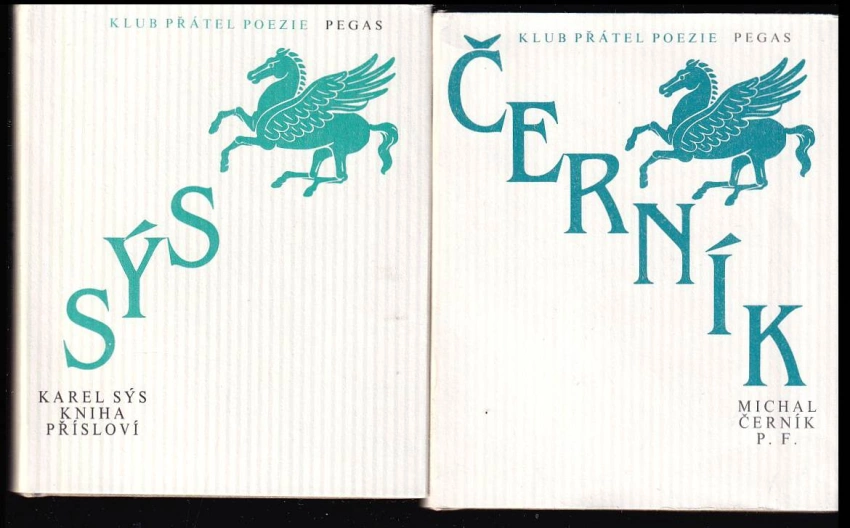 KLUB PŘÁTEL POEZIE PEGAS
SÝS
KAREL SÝS
KNIHA
PŘÍSLOVÍ
KLUB PŘÁTEL POEZIE PEGAS
ČERNÍK
MICHAL
ČERNÍK
P. F.